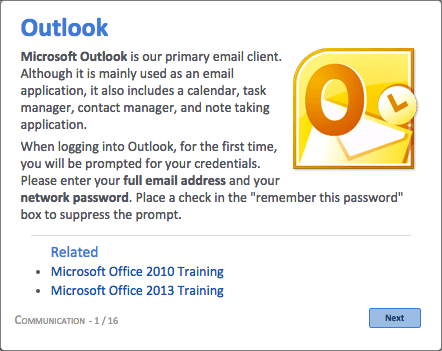 Outlook
Microsoft Outlook is our primary email client.
Although it is mainly used as an email
application, it also includes a calendar, task
manager, contact manager, and note taking
application.
When logging into Outlook, for the first time,
you will be prompted for your credentials.
Please enter your full email address and your
network password. Place a check in the "remember this password"
box to suppress the prompt.
Related
• Microsoft Office 2010 Training
• Microsoft Office 2013 Training
Communication - 1 / 16
Next